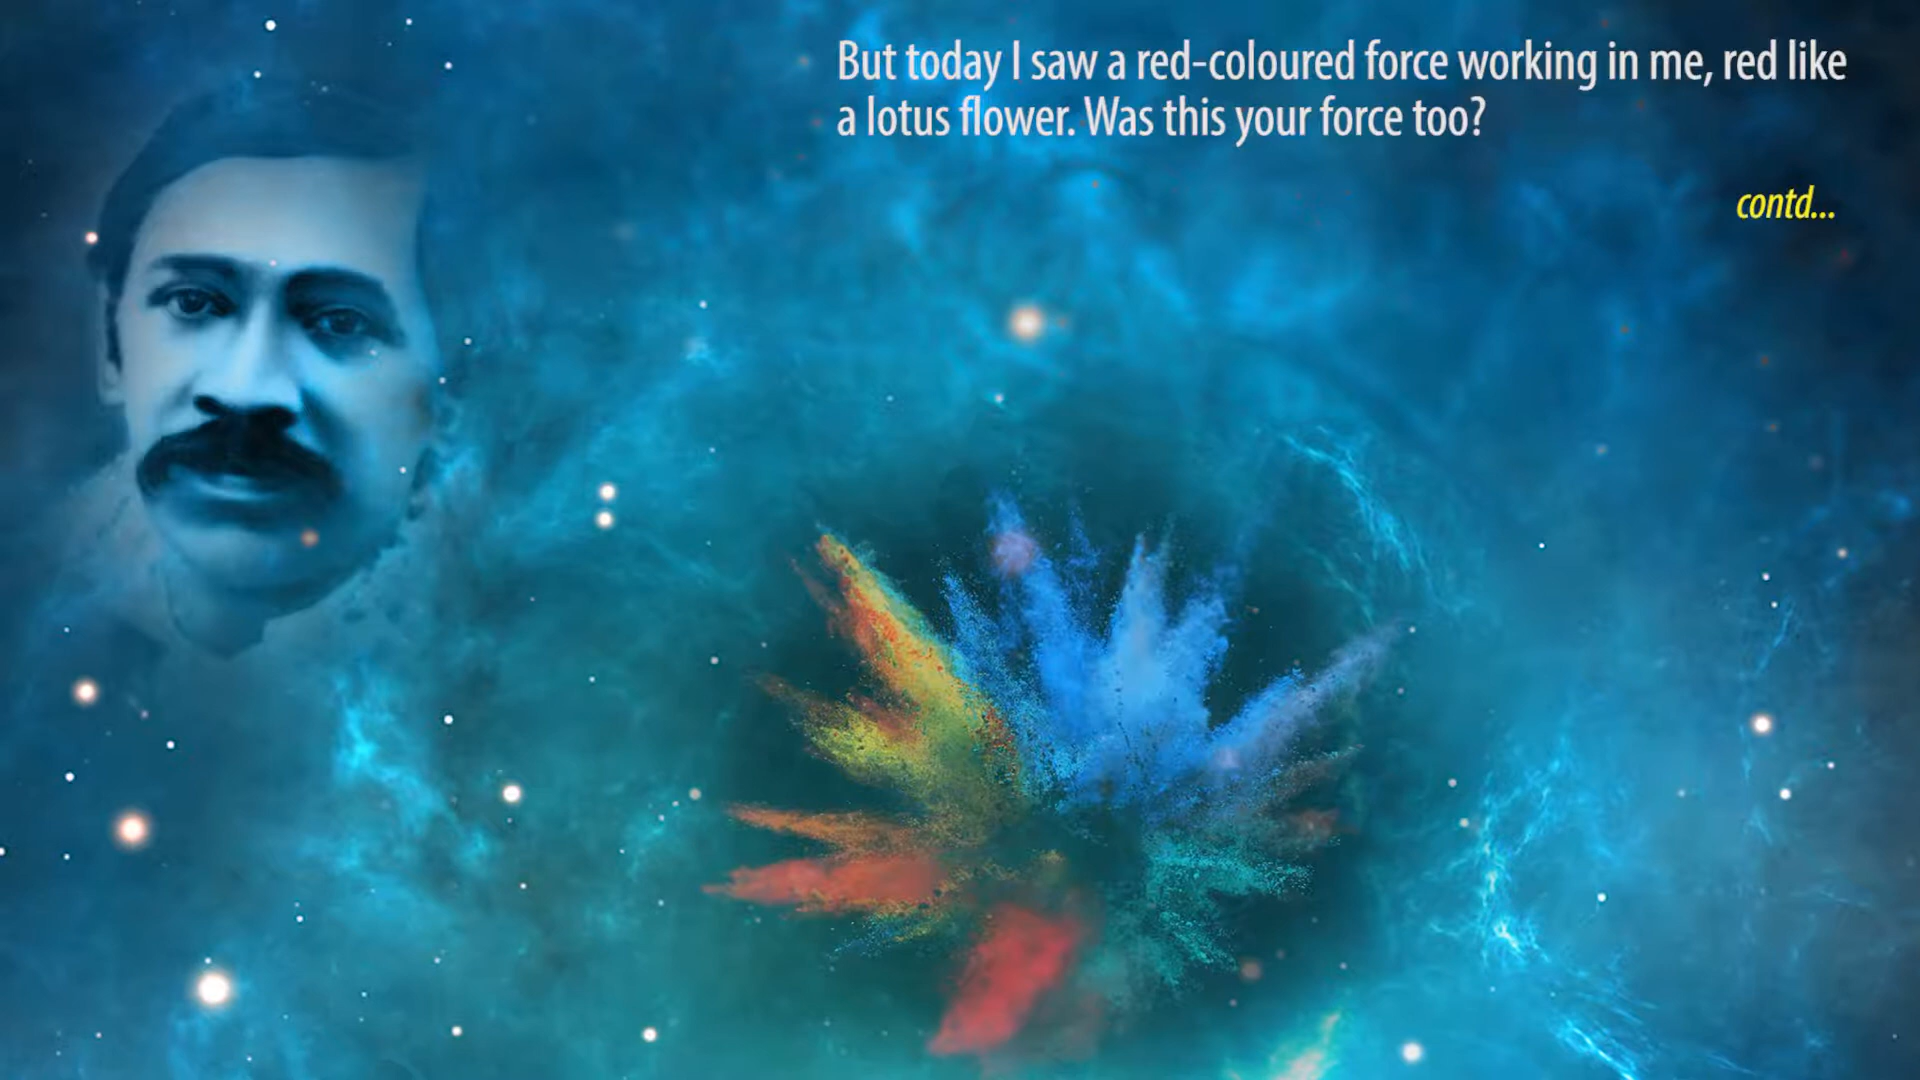 But today I saw a red-coloured force working in me, red like
a lotus flower. Was this your force too?
contd...